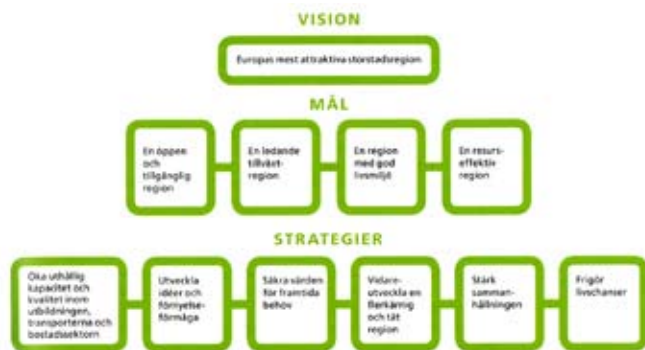 VISION
Europas mest attraktiva storstadsregion
MÅL
En öppen
och
tillgänglig
region
En ledande
tillväxt-
region
En region
med god
livsmiljö
En resurs-
effektiv
region
STRATEGIER
Öka uthållig
kapacitet och
kvalitet inom
utbildningen,
transporterna och
bostadssektorn
Utveckla
idéer och
förnyelse-
förmåga
Säkra värden
för framtida
behov
Vidare-
utveckla en
flerkärnig
och tät
region
Stärk
samman-
hållningen
Frigör
livschanser